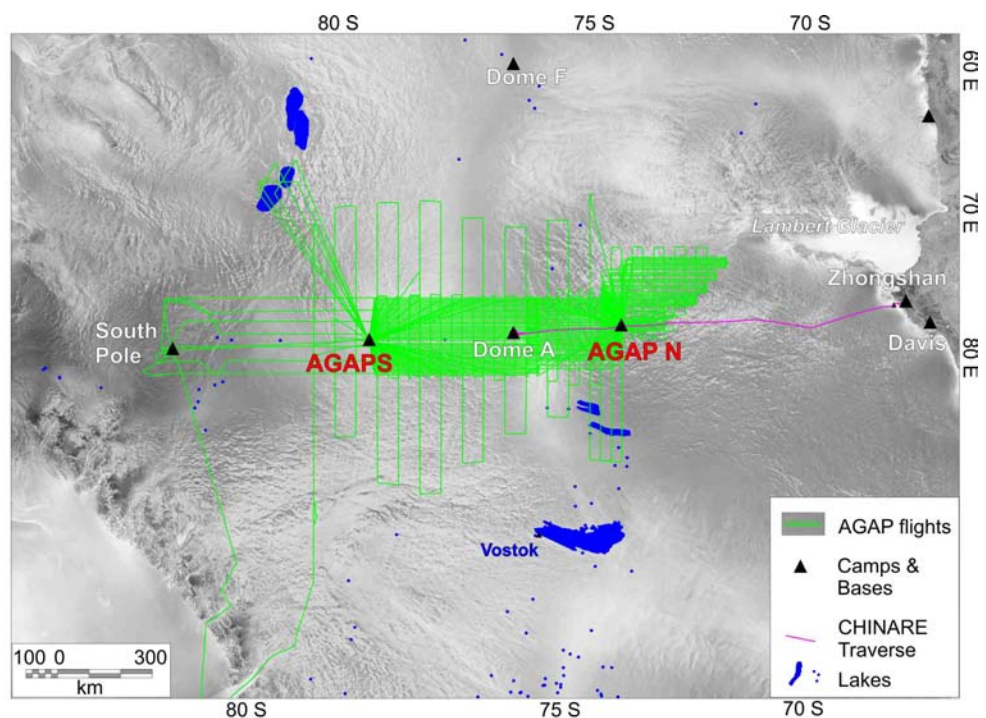 80 S
75 S
70 S
60 E
Dome F
70 E
Lambert Glacier
Zhongshan
South
Pole
AGAPS
Dome A
AGAP N
Davis
80 E
Vostok
AGAP flights
Camps &
Bases
CHINARE
Traverse
Lakes
100 0 300
km
80 S
75 S
70 S